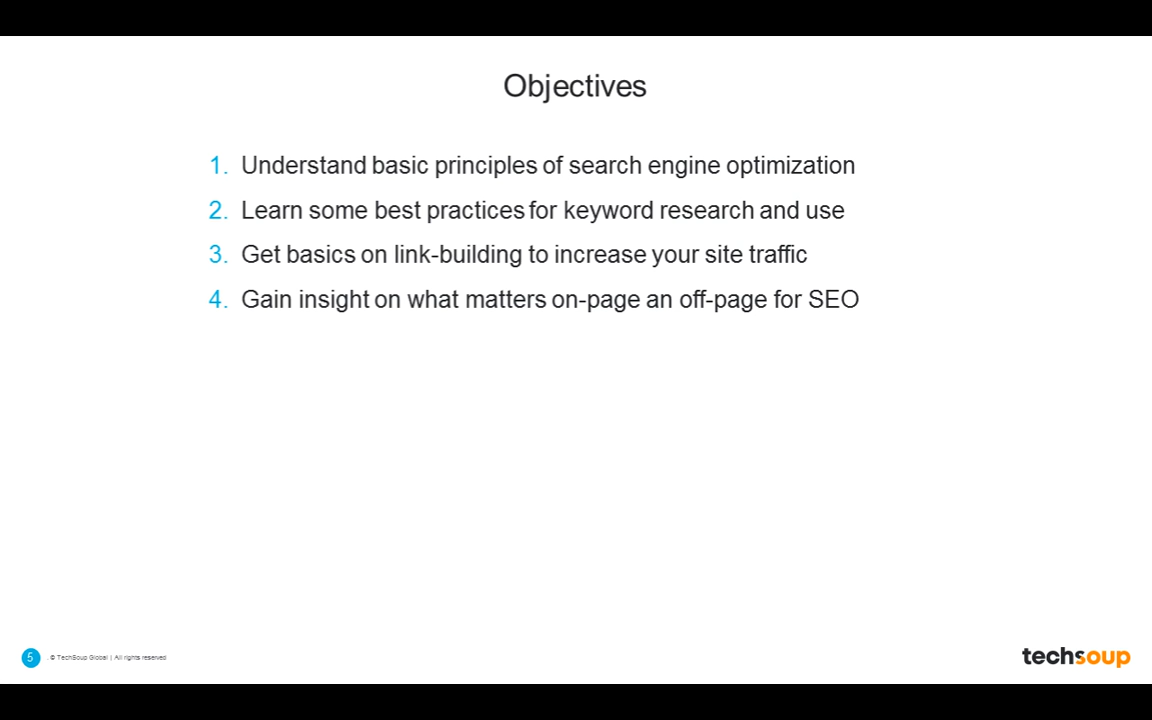 Objectives
1. Understand basic principles of search engine optimization
2. Learn some best practices for keyword research and use
3. Get basics on link-building to increase your site traffic
4. Gain insight on what matters on-page an off-page for SEO
5 © TechSoup Global | All rights reserved
techsoup